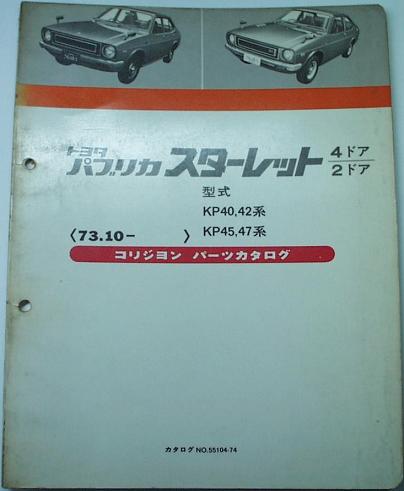 トヨタ
パブリカ スターレット 4ドア
2ドア
型式
KP40,42系
〈73.10- 〉 KP45,47系
コリジョン パーツカタログ
カタログ NO.55104-74